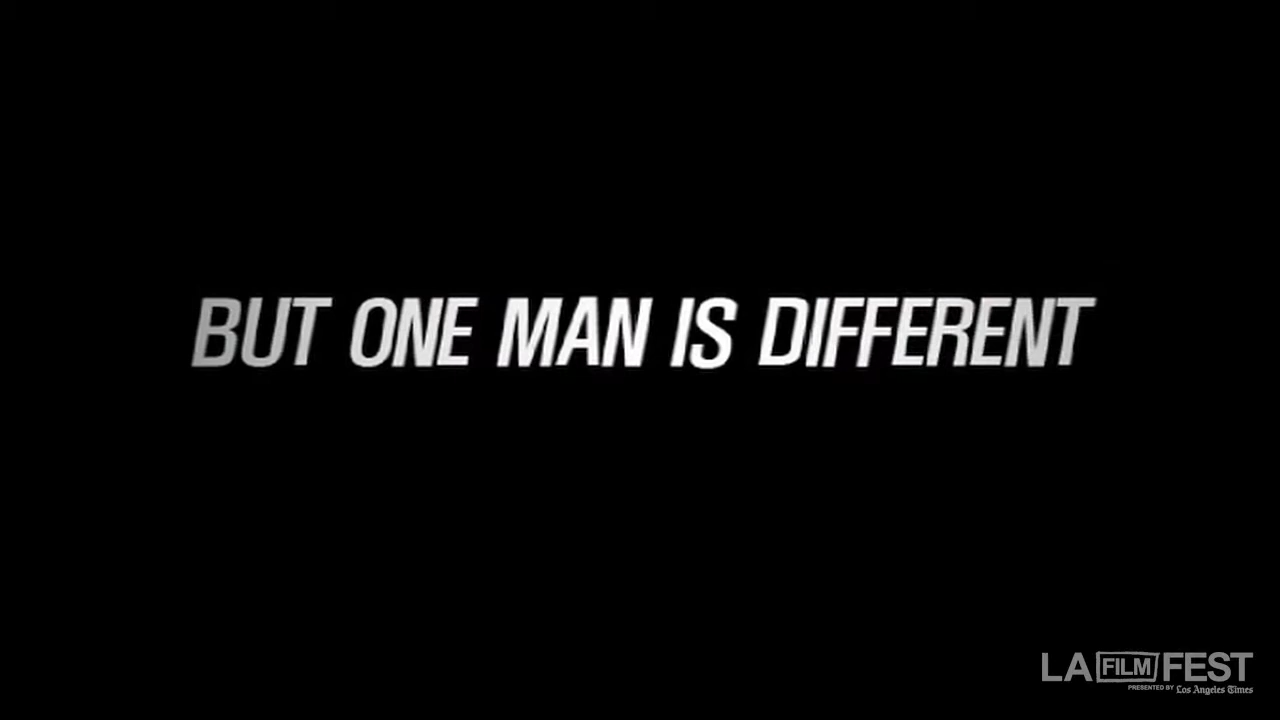 BUT ONE MAN IS DIFFERENT
LA FILM FEST
PRESENTED BY Los Angeles Times